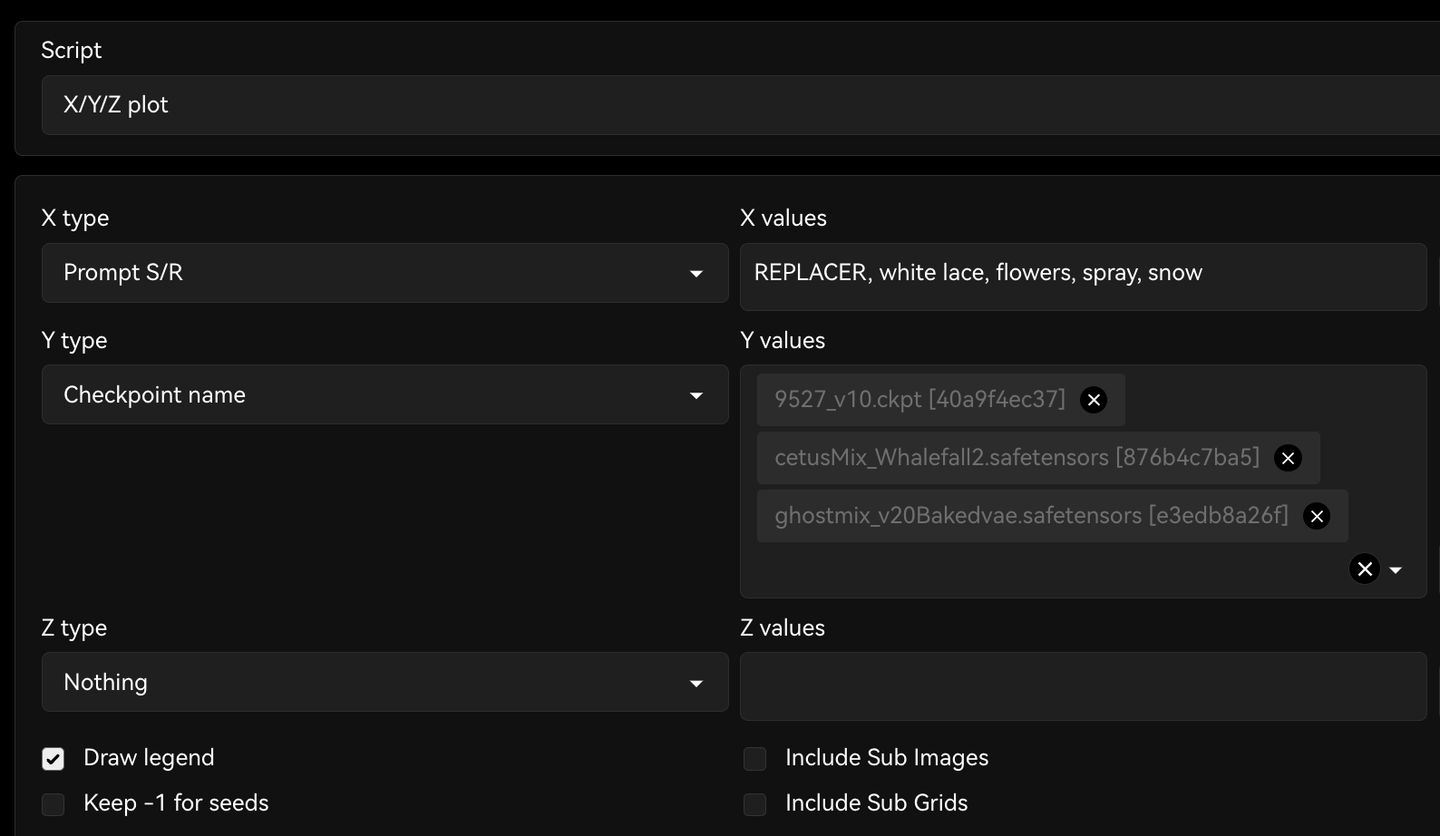 Script
X/Y/Z plot
X type
X values
Prompt S/R
REPLACER, white lace, flowers, spray, snow
Y type
Y values
Checkpoint name
9527_v10.ckpt [40a9f4ec37]
cetusMix_Whalefall2.safetensors [876b4c7ba5]
ghostmix_v20Bakedvae.safetensors [e3edb8a26f]
Z type
Z values
Nothing
Draw legend
Include Sub Images
Keep -1 for seeds
Include Sub Grids